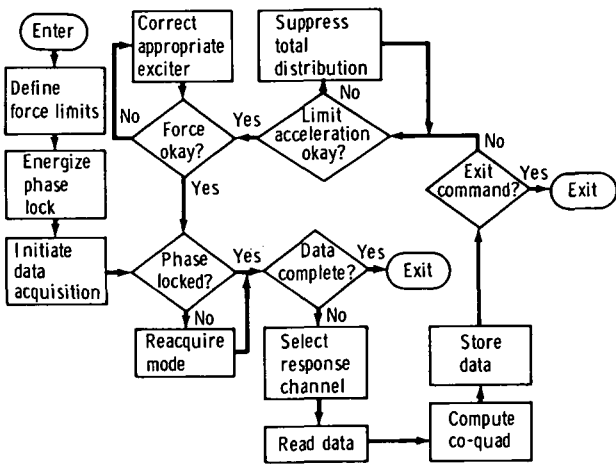 Enter
Define
force limits
Energize
phase
lock
Initiate
data
acquisition
Correct
appropriate
exciter
No
Force
okay?
Yes
Yes
Suppress
total
distribution
No
Limit
acceleration
okay?
No
Exit
command?
Yes
Exit
Phase
locked?
Yes
No
Reacquire
mode
Data
complete?
Yes
Exit
No
Select
response
channel
Read data
Compute
co-quad
Store
data